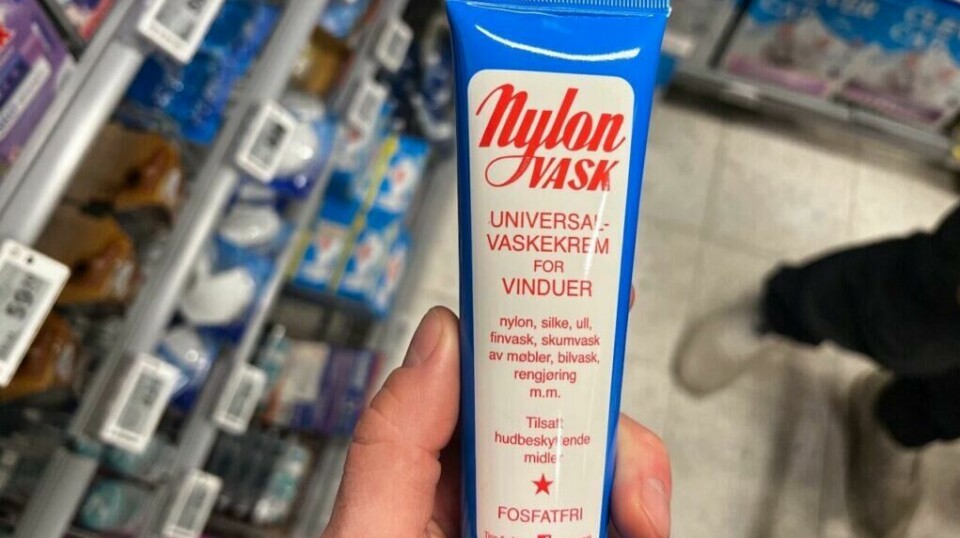 Nylon
VASK
UNIVERSAL-
VASKEKREM
FOR
VINDUER
nylon, silke, ull,
finvask, skumvask
av møbler, bilvask,
rengjøring
m.m.
Tilsatt
hudbeskyttende
midler
FOSFATFRI